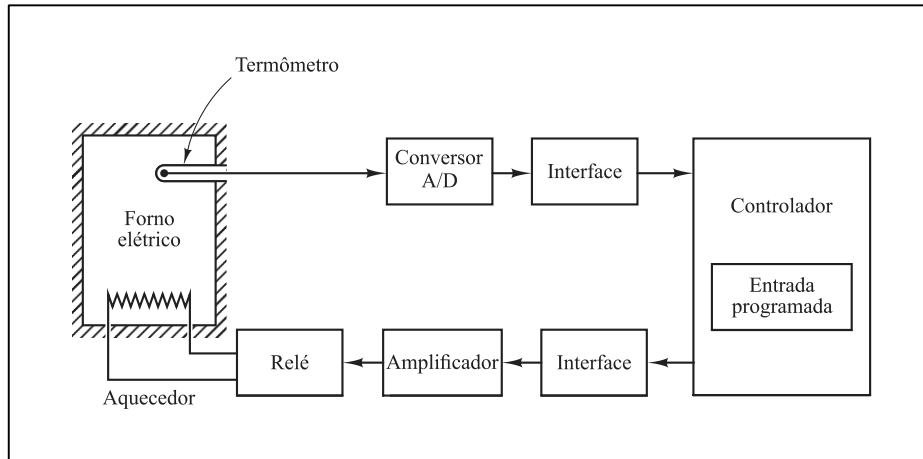 Termômetro
Conversor
A/D
Interface
Controlador
Forno
elétrico
Entrada
programada
Relé
Amplificador
Interface
Aquecedor